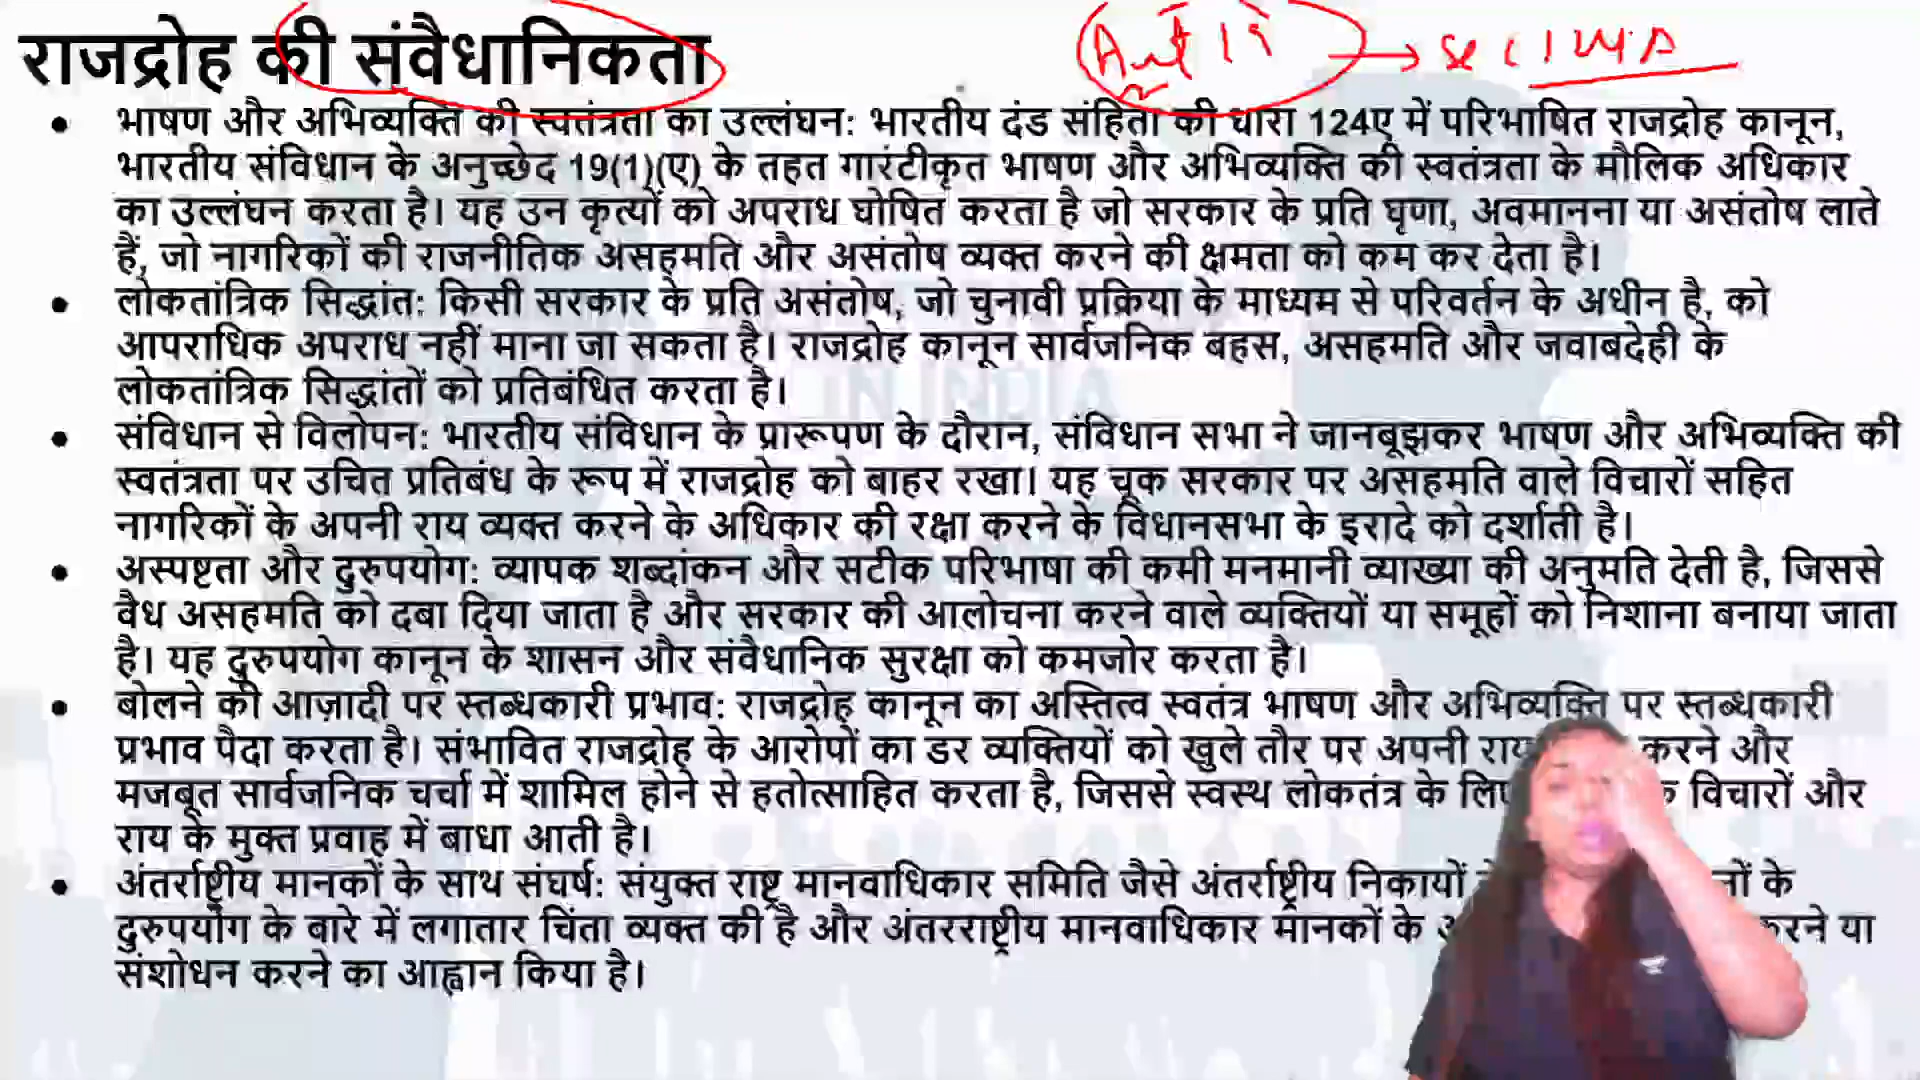 राजद्रोह की संवैधानिकता
Art 19 → Sec 124A
• भाषण और अभिव्यक्ति की स्वतंत्रता का उल्लंघन: भारतीय दंड संहिता की धारा 124ए में परिभाषित राजद्रोह कानून,
भारतीय संविधान के अनुच्छेद 19(1)(ए) के तहत गारंटीकृत भाषण और अभिव्यक्ति की स्वतंत्रता के मौलिक अधिकार
का उल्लंघन करता है। यह उन कृत्यों को अपराध घोषित करता है जो सरकार के प्रति घृणा, अवमानना या असंतोष लाते
हैं, जो नागरिकों की राजनीतिक असहमति और असंतोष व्यक्त करने की क्षमता को कम कर देता है।
• लोकतांत्रिक सिद्धांत: किसी सरकार के प्रति असंतोष, जो चुनावी प्रक्रिया के माध्यम से परिवर्तन के अधीन है, को
आपराधिक अपराध नहीं माना जा सकता है। राजद्रोह कानून सार्वजनिक बहस, असहमति और जवाबदेही के
लोकतांत्रिक सिद्धांतों को प्रतिबंधित करता है।
IN INDIA
• संविधान से विलोपन: भारतीय संविधान के प्रारूपण के दौरान, संविधान सभा ने जानबूझकर भाषण और अभिव्यक्ति की
स्वतंत्रता पर उचित प्रतिबंध के रूप में राजद्रोह को बाहर रखा। यह चूक सरकार पर असहमति वाले विचारों सहित
नागरिकों के अपनी राय व्यक्त करने के अधिकार की रक्षा करने के विधानसभा के इरादे को दर्शाती है।
• अस्पष्टता और दुरुपयोग: व्यापक शब्दांकन और सटीक परिभाषा की कमी मनमानी व्याख्या की अनुमति देती है, जिससे
वैध असहमति को दबा दिया जाता है और सरकार की आलोचना करने वाले व्यक्तियों या समूहों को निशाना बनाया जाता
है। यह दुरुपयोग कानून के शासन और संवैधानिक सुरक्षा को कमजोर करता है।
• बोलने की आज़ादी पर स्तब्धकारी प्रभाव: राजद्रोह कानून का अस्तित्व स्वतंत्र भाषण और अभिव्यक्ति पर स्तब्धकारी
प्रभाव पैदा करता है। संभावित राजद्रोह के आरोपों का डर व्यक्तियों को खुले तौर पर अपनी राय करने और
मजबूत सार्वजनिक चर्चा में शामिल होने से हतोत्साहित करता है, जिससे स्वस्थ लोकतंत्र के विचारों और
राय के मुक्त प्रवाह में बाधा आती है।
• अंतर्राष्ट्रीय मानकों के साथ संघर्ष: संयुक्त राष्ट्र मानवाधिकार समिति जैसे अंतर्राष्ट्रीय निकायों के
दुरुपयोग के बारे में लगातार चिंता व्यक्त की है और अंतरराष्ट्रीय मानवाधिकार मानकों के या
संशोधन करने का आह्वान किया है।